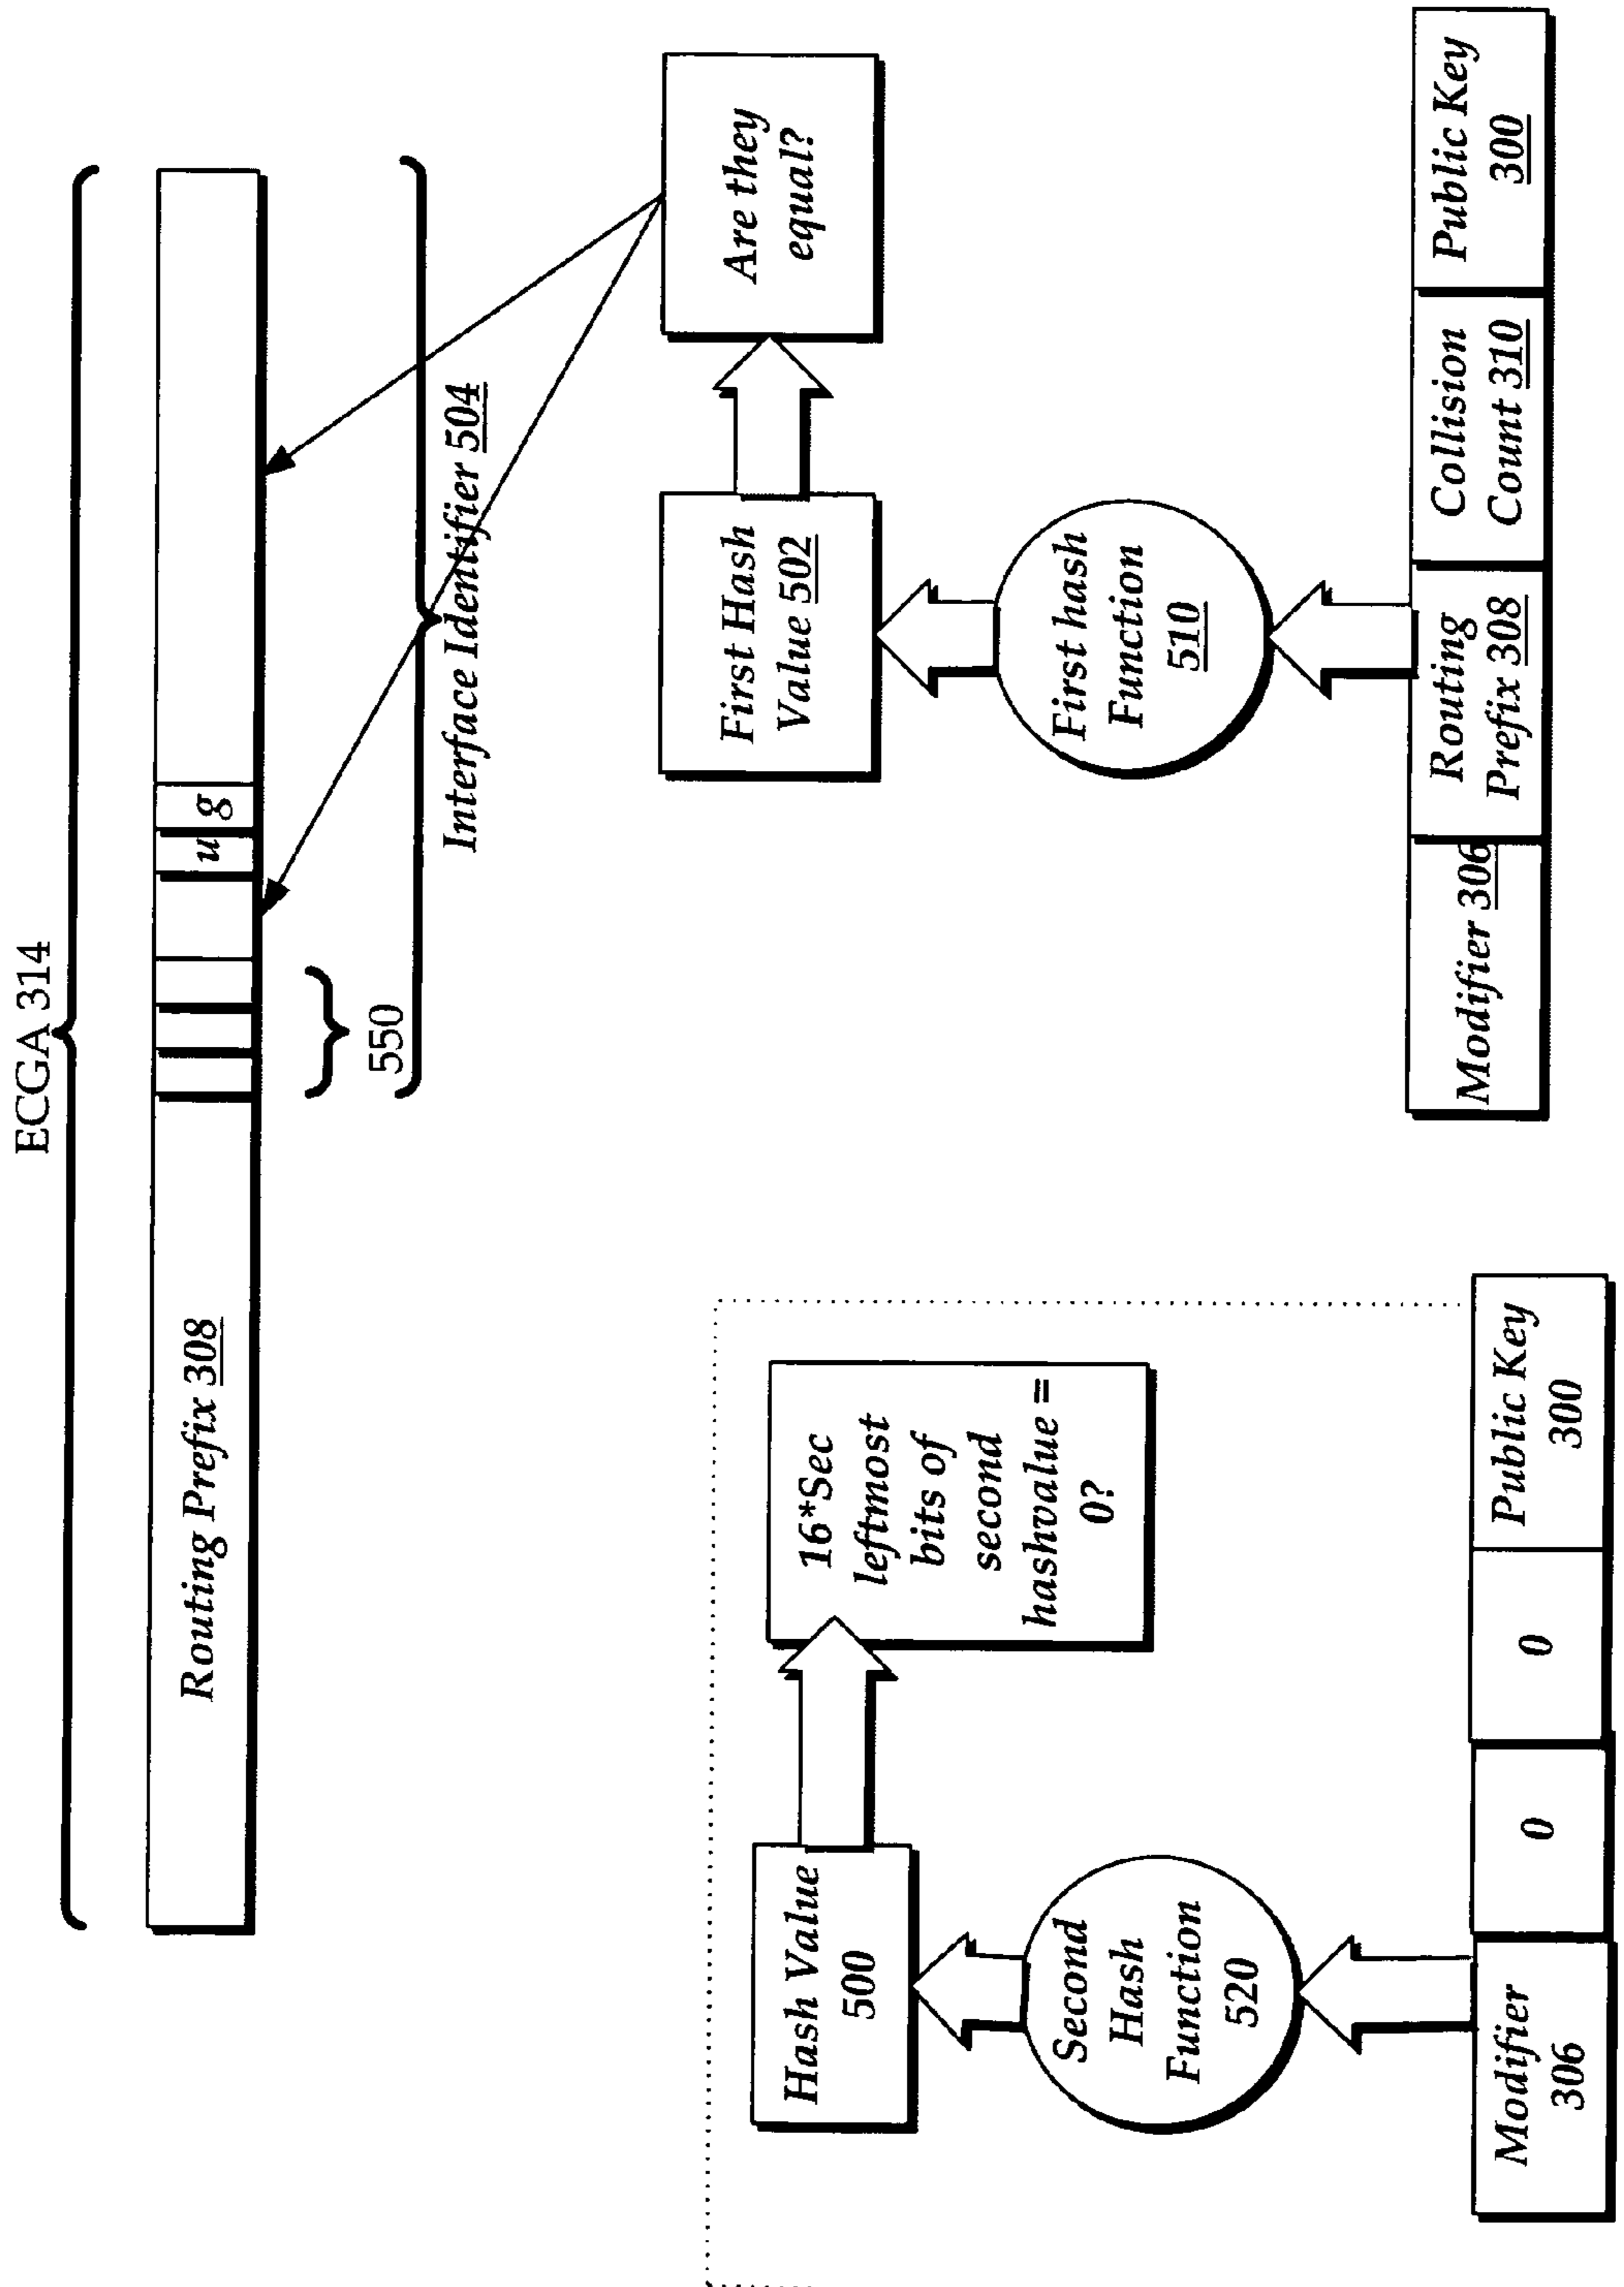 ECGA 314
Routing Prefix 308
u
g
550
Interface Identifier 504
Hash Value
500
16*Sec
leftmost
bits of
second
hashvalue =
0?
Second
Hash
Function
520
Modifier
306
0
0
Public Key
300
First Hash
Value 502
Are they
equal?
First hash
Function
510
Modifier 306
Routing
Prefix 308
Collision
Count 310
Public Key
300